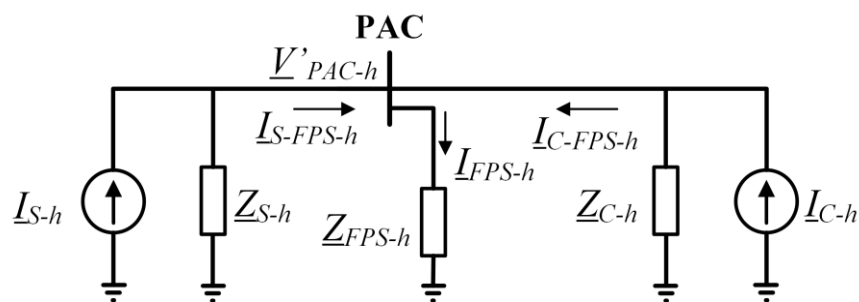 PAC
V’PAC-h
IS-FPS-h
IC-FPS-h
IFPS-h
IS-h
ZS-h
ZFPS-h
ZC-h
IC-h